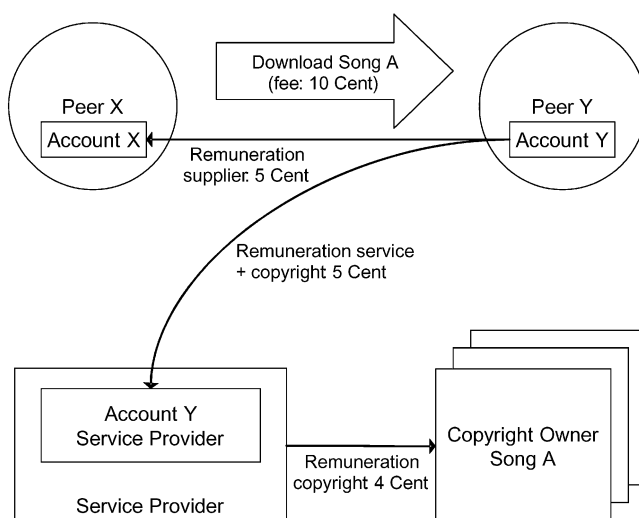 Download Song A
(fee: 10 Cent)
Peer X
Account X
Peer Y
Account Y
Remuneration
supplier: 5 Cent
Remuneration service
+ copyright 5 Cent
Account Y
Service Provider
Service Provider
Remuneration
copyright 4 Cent
Copyright Owner
Song A